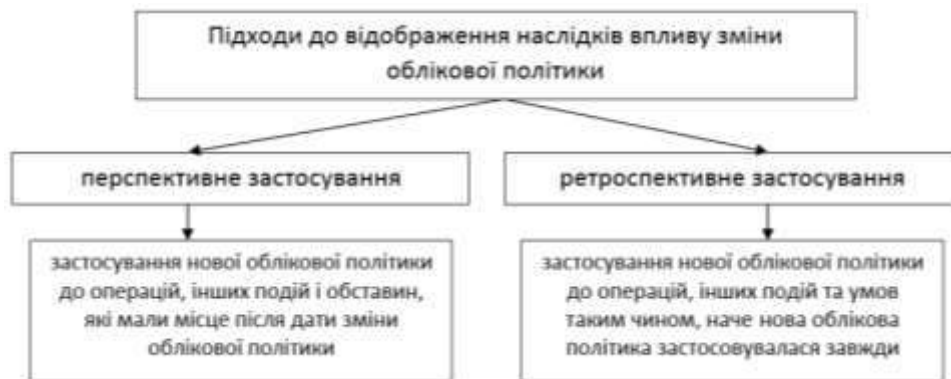 Підходи до відображення наслідків впливу зміни
облікової політики
перспективне застосування
ретроспективне застосування
застосування нової облікової політики
до операцій, інших подій і обставин,
які мали місце після дати зміни
облікової політики
застосування нової облікової політики
до операцій, інших подій та умов
таким чином, наче нова облікова
політика застосовувалася завжди